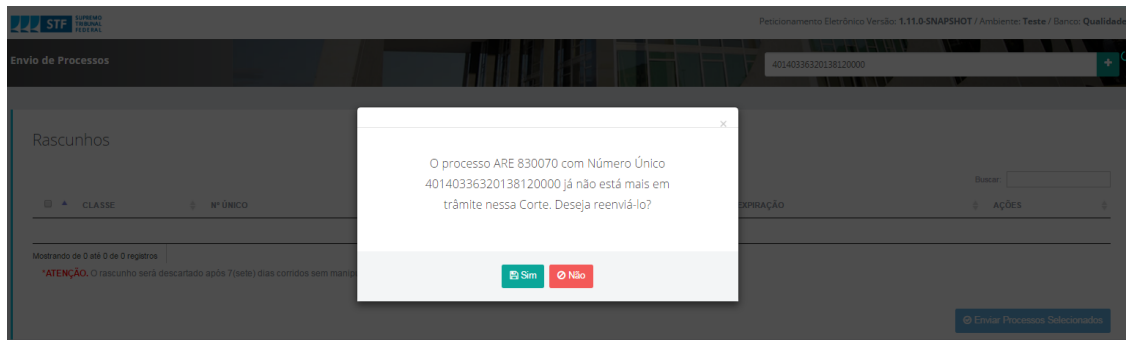 STF SUPREMO
TRIBUNAL
FEDERAL
Peticionamento Eletrônico Versão: 1.11.0-SNAPSHOT / Ambiente: Teste / Banco: Qualidade
Envio de Processos
40140336320138120000
+
×
Rascunhos
O processo ARE 830070 com Número Único
40140336320138120000 já não está mais em
trâmite nessa Corte. Deseja reenviá-lo?
Buscar
CLASSE Nº ÚNICO EXPIRAÇÃO AÇÕES
Mostrando de 0 até 0 de 0 registros
*ATENÇÃO. O rascunho será descartado após 7(sete) dias corridos sem manip
Sim Não
Enviar Processos Selecionados